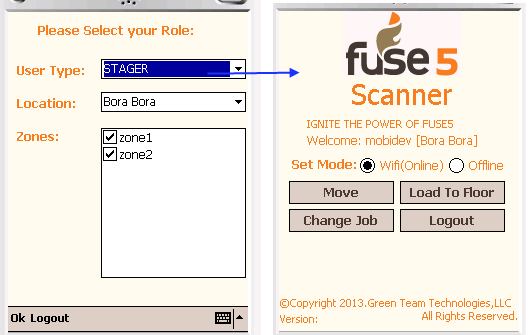 Please Select your Role:
User Type: STAGER
Location: Bora Bora
Zones:
zone1
zone2
Ok Logout
fuse 5
Scanner
IGNITE THE POWER OF FUSE5
Welcome: mobidev [Bora Bora]
Set Mode: Wifi(Online) Offline
Move Load To Floor
Change Job Logout
©Copyright 2013.Green Team Technologies,LLC
Version: All Rights Reserved.